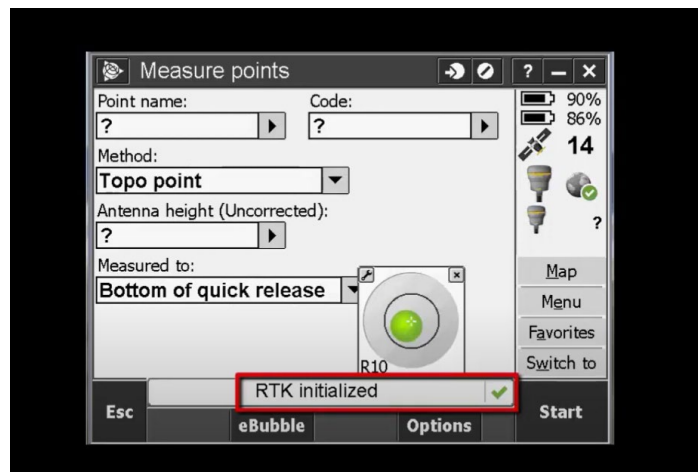 Measure points
? – ×
Point name:
Code:
?
?
Method:
Topo point
Antenna height (Uncorrected):
?
Measured to:
Bottom of quick release
R10
90%
86%
14
?
Map
Menu
Favorites
Switch to
RTK initialized
Esc
eBubble
Options
Start